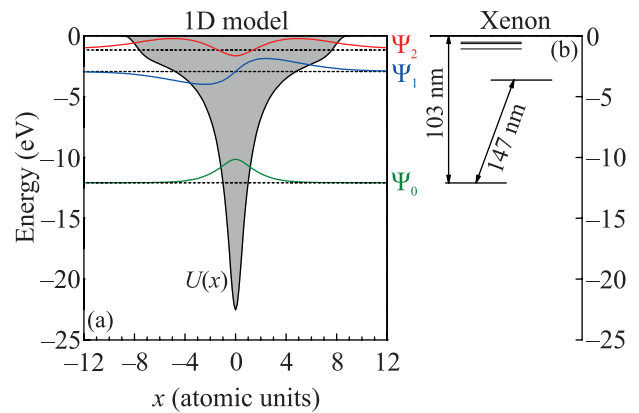 1D model
Xenon
Energy (eV)
0
−5
−10
−15
−20
−25
−12
−8
−4
0
4
8
12
x (atomic units)
U(x)
(a)
Ψ2
Ψ1
Ψ0
(b)
103 nm
147 nm
0
−5
−10
−15
−20
−25